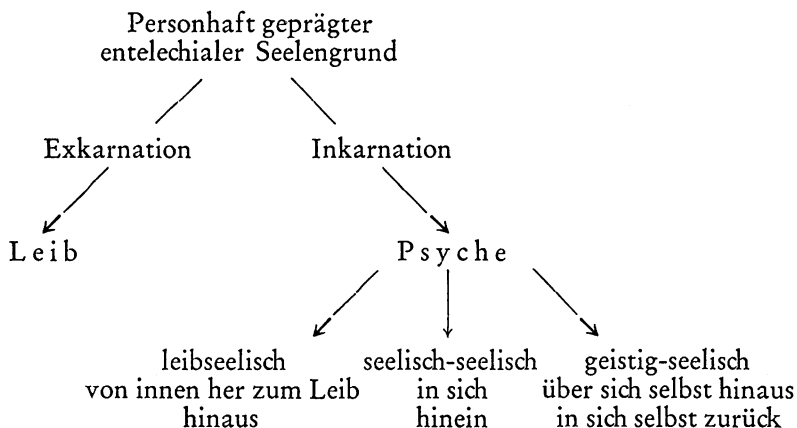 Personhaft geprägter
entelechialer Seelengrund
Exkarnation
Inkarnation
Leib
Psyche
leibseelisch
von innen her zum Leib
hinaus
seelisch-seelisch
in sich
hinein
geistig-seelisch
über sich selbst hinaus
in sich selbst zurück